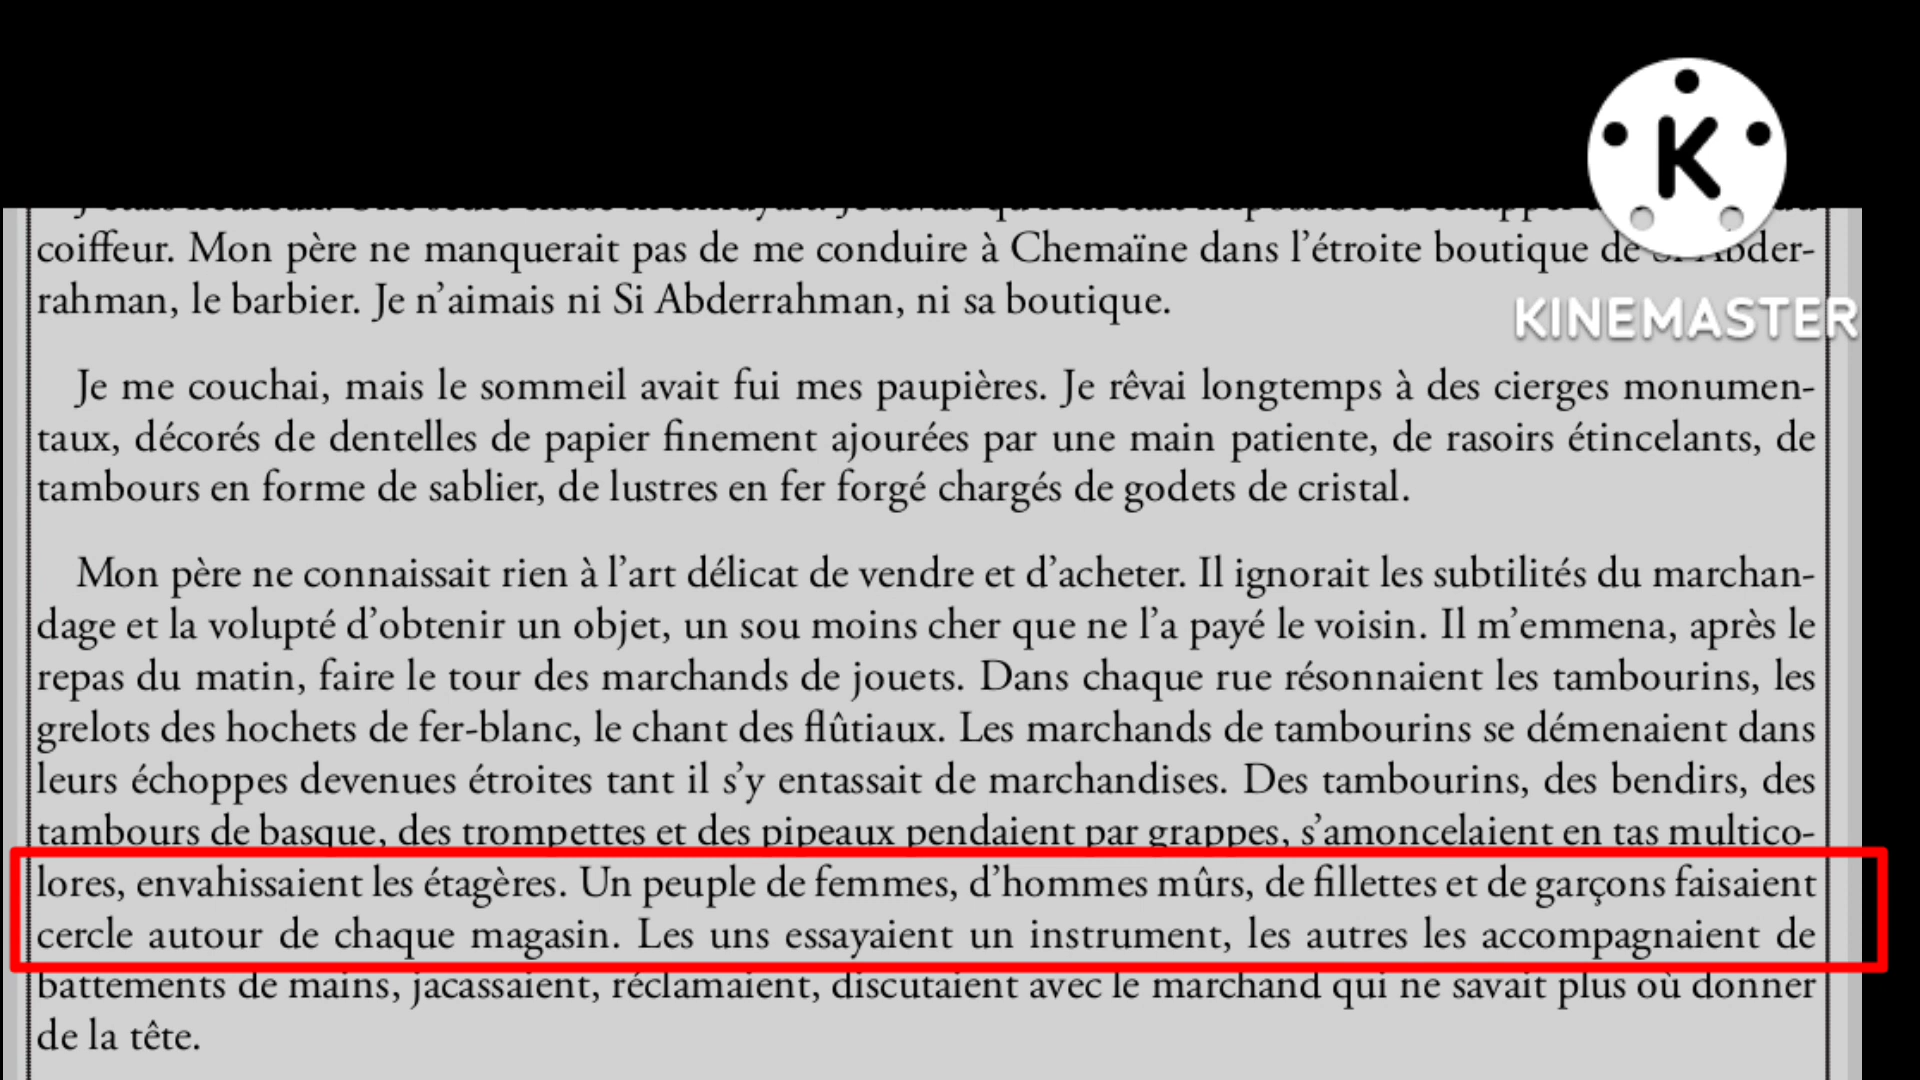 K
KINEMASTER
coiffeur. Mon père ne manquerait pas de me conduire à Chemaïne dans l'étroite boutique de Si Abder-
rahman, le barbier. Je n'aimais ni Si Abderrahman, ni sa boutique.
Je me couchai, mais le sommeil avait fui mes paupières. Je rêvai longtemps à des cierges monumen-
taux, décorés de dentelles de papier finement ajourées par une main patiente, de rasoirs étincelants, de
tambours en forme de sablier, de lustres en fer forgé chargés de godets de cristal.
Mon père ne connaissait rien à l'art délicat de vendre et d'acheter. Il ignorait les subtilités du marchan-
dage et la volupté d'obtenir un objet, un sou moins cher que ne l'a payé le voisin. Il m'emmena, après le
repas du matin, faire le tour des marchands de jouets. Dans chaque rue résonnaient les tambourins, les
grelots des hochets de fer-blanc, le chant des flûtiaux. Les marchands de tambourins se démenaient dans
leurs échoppes devenues étroites tant il s'y entassait de marchandises. Des tambourins, des bendirs, des
tambours de basque, des trompettes et des pipeaux pendaient par grappes, s'amoncelaient en tas multico-
lores, envahissaient les étagères. Un peuple de femmes, d'hommes mûrs, de fillettes et de garçons faisaient
cercle autour de chaque magasin. Les uns essayaient un instrument, les autres les accompagnaient de
battements de mains, jacassaient, réclamaient, discutaient avec le marchand qui ne savait plus où donner
de la tête.